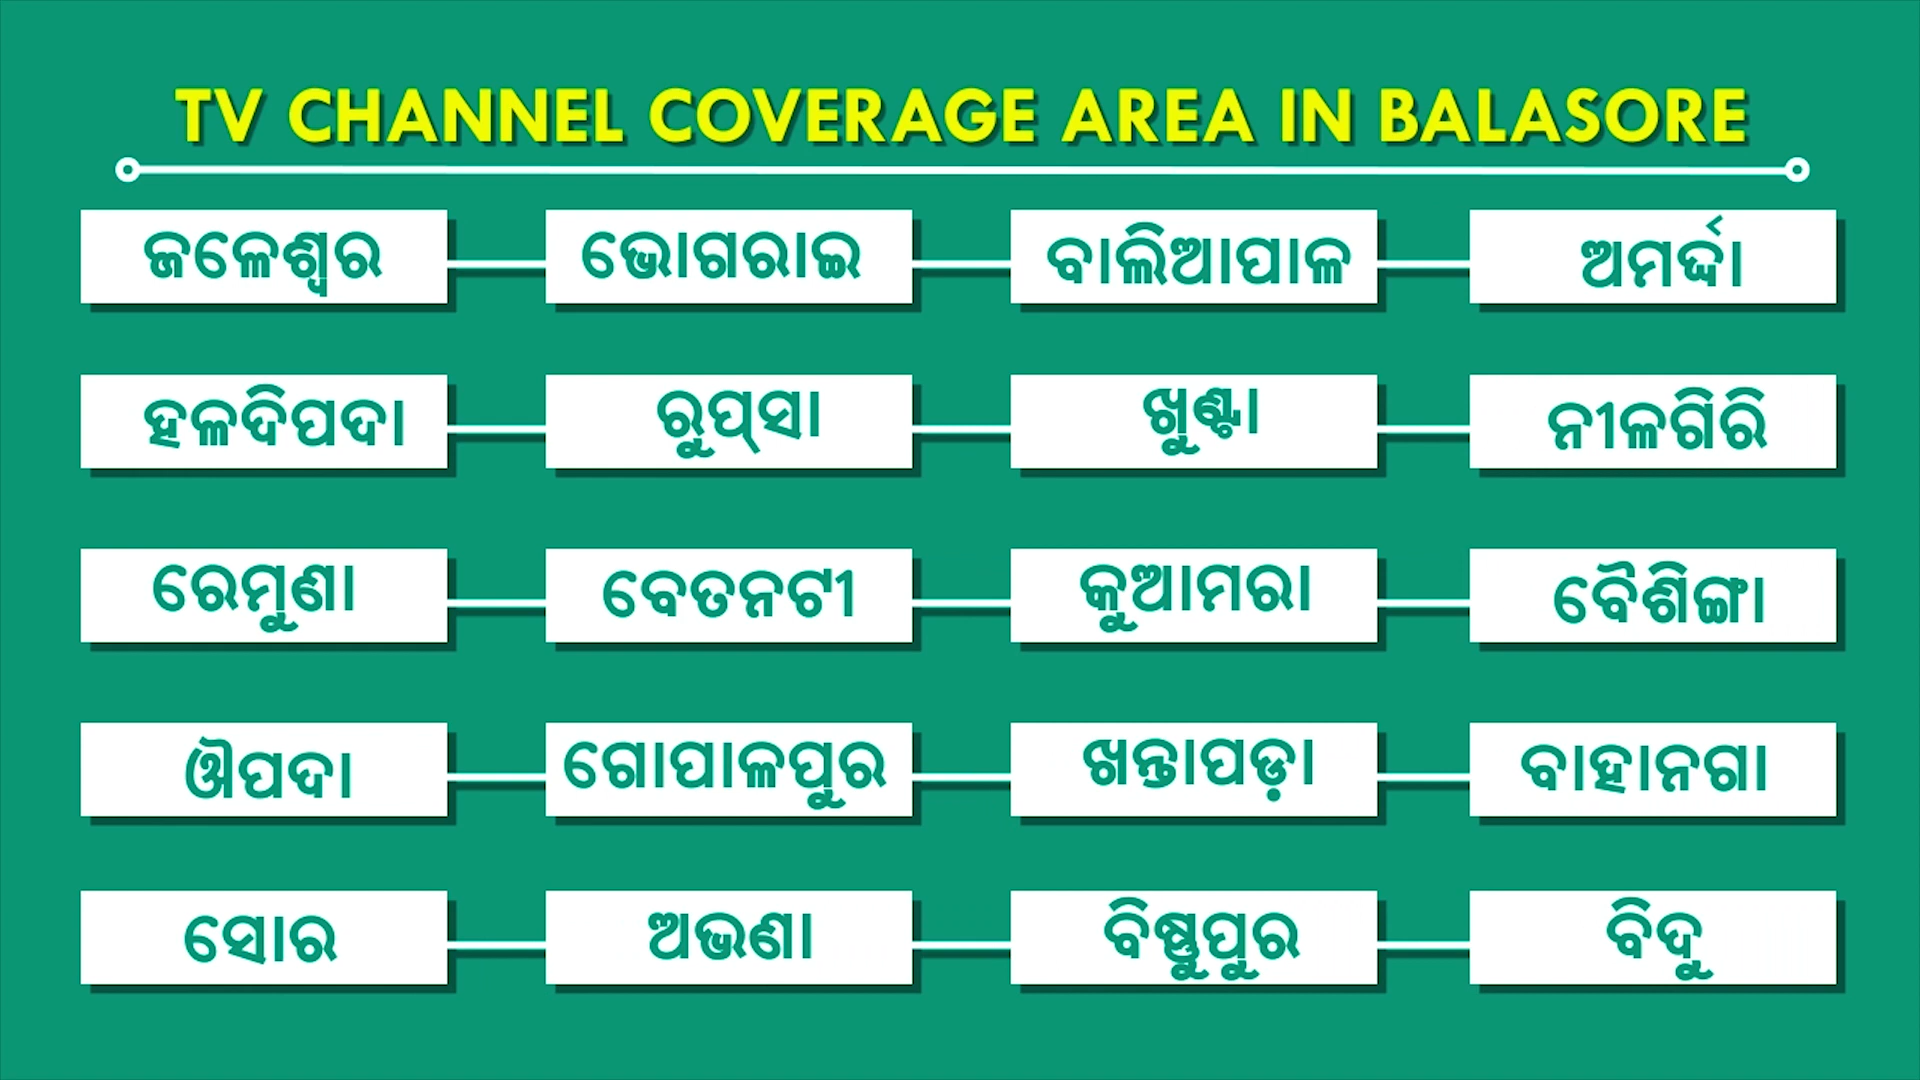 TV CHANNEL COVERAGE AREA IN BALASORE
ଜଳେଶ୍ୱର ଭୋଗରାଇ ବାଲିଆପାଳ ଅମର୍ଦ୍ଦା
ହଳଦିପଦା ରୁପ୍‌ସା ଖୁଣ୍ଟା ନୀଳଗିରି
ରେମୁଣା ବେତନଟୀ କୁଆମରା ବୈଶିଙ୍ଗା
ଔପଦା ଗୋପାଳପୁର ଖନ୍ତାପଡ଼ା ବାହାନଗା
ସୋର ଅଭଣା ବିଷ୍ଣୁପୁର ବିଦୁ